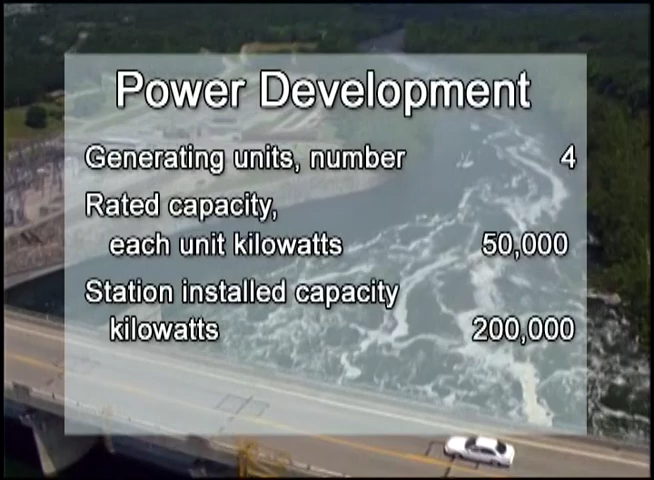 Power Development
Generating units, number 4
Rated capacity,
each unit kilowatts 50,000
Station installed capacity
kilowatts 200,000